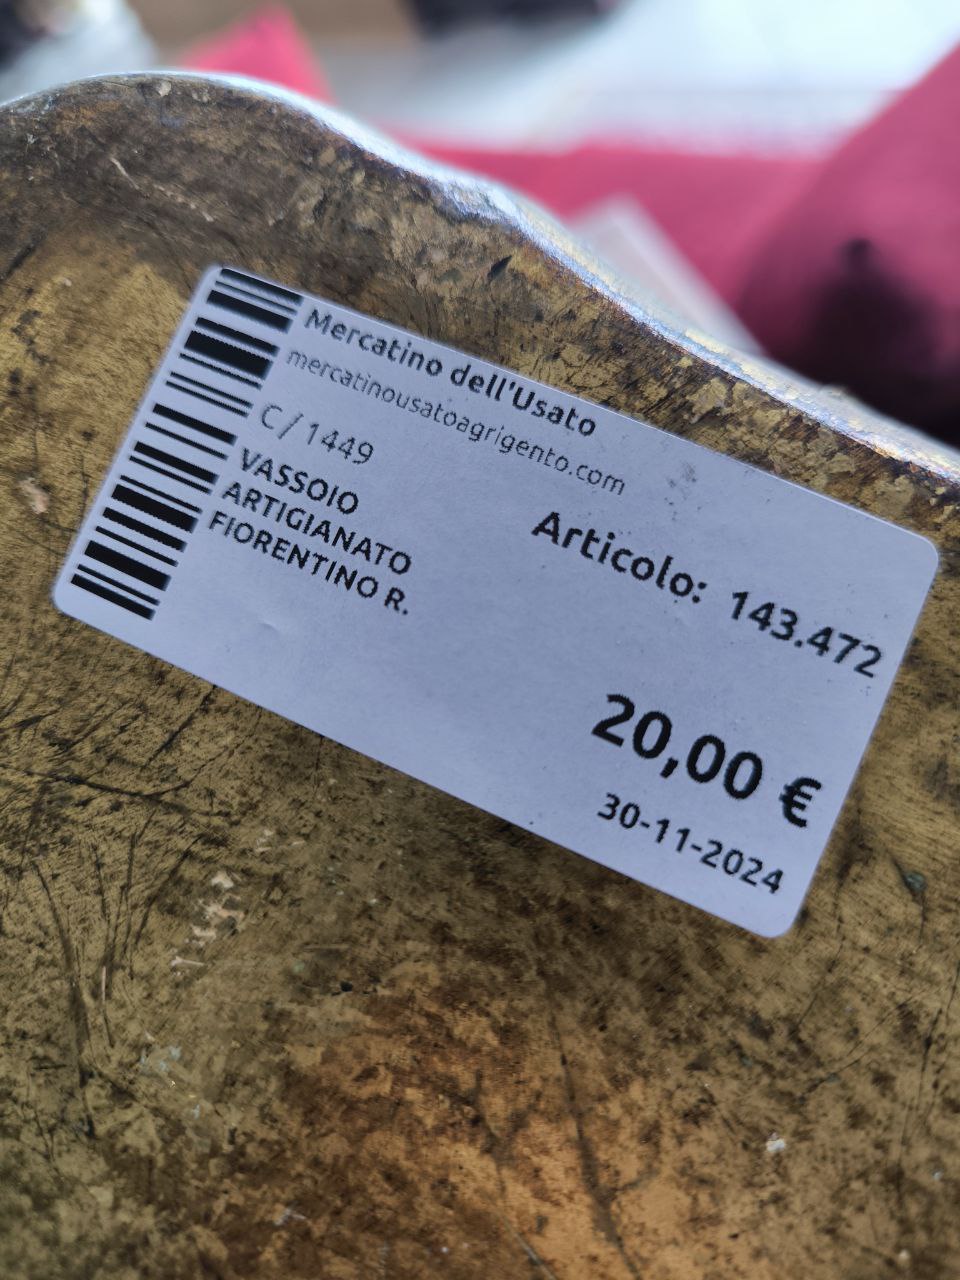 Mercatino dell'Usato
mercatinousatoagrigento.com
C / 1449
VASSOIO
ARTIGIANATO
FIORENTINO R.
Articolo: 143.472
20,00 €
30-11-2024